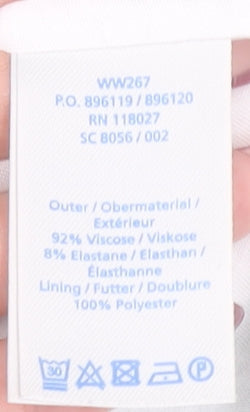 WW267
P.O. 896119 / 896120
RN 118027
SC 8056 / 002
Outer / Obermaterial /
Extérieur
92% Viscose / Viskose
8% Elastane / Elasthan /
Élasthanne
Lining / Futter / Doublure
100% Polyester
30 P